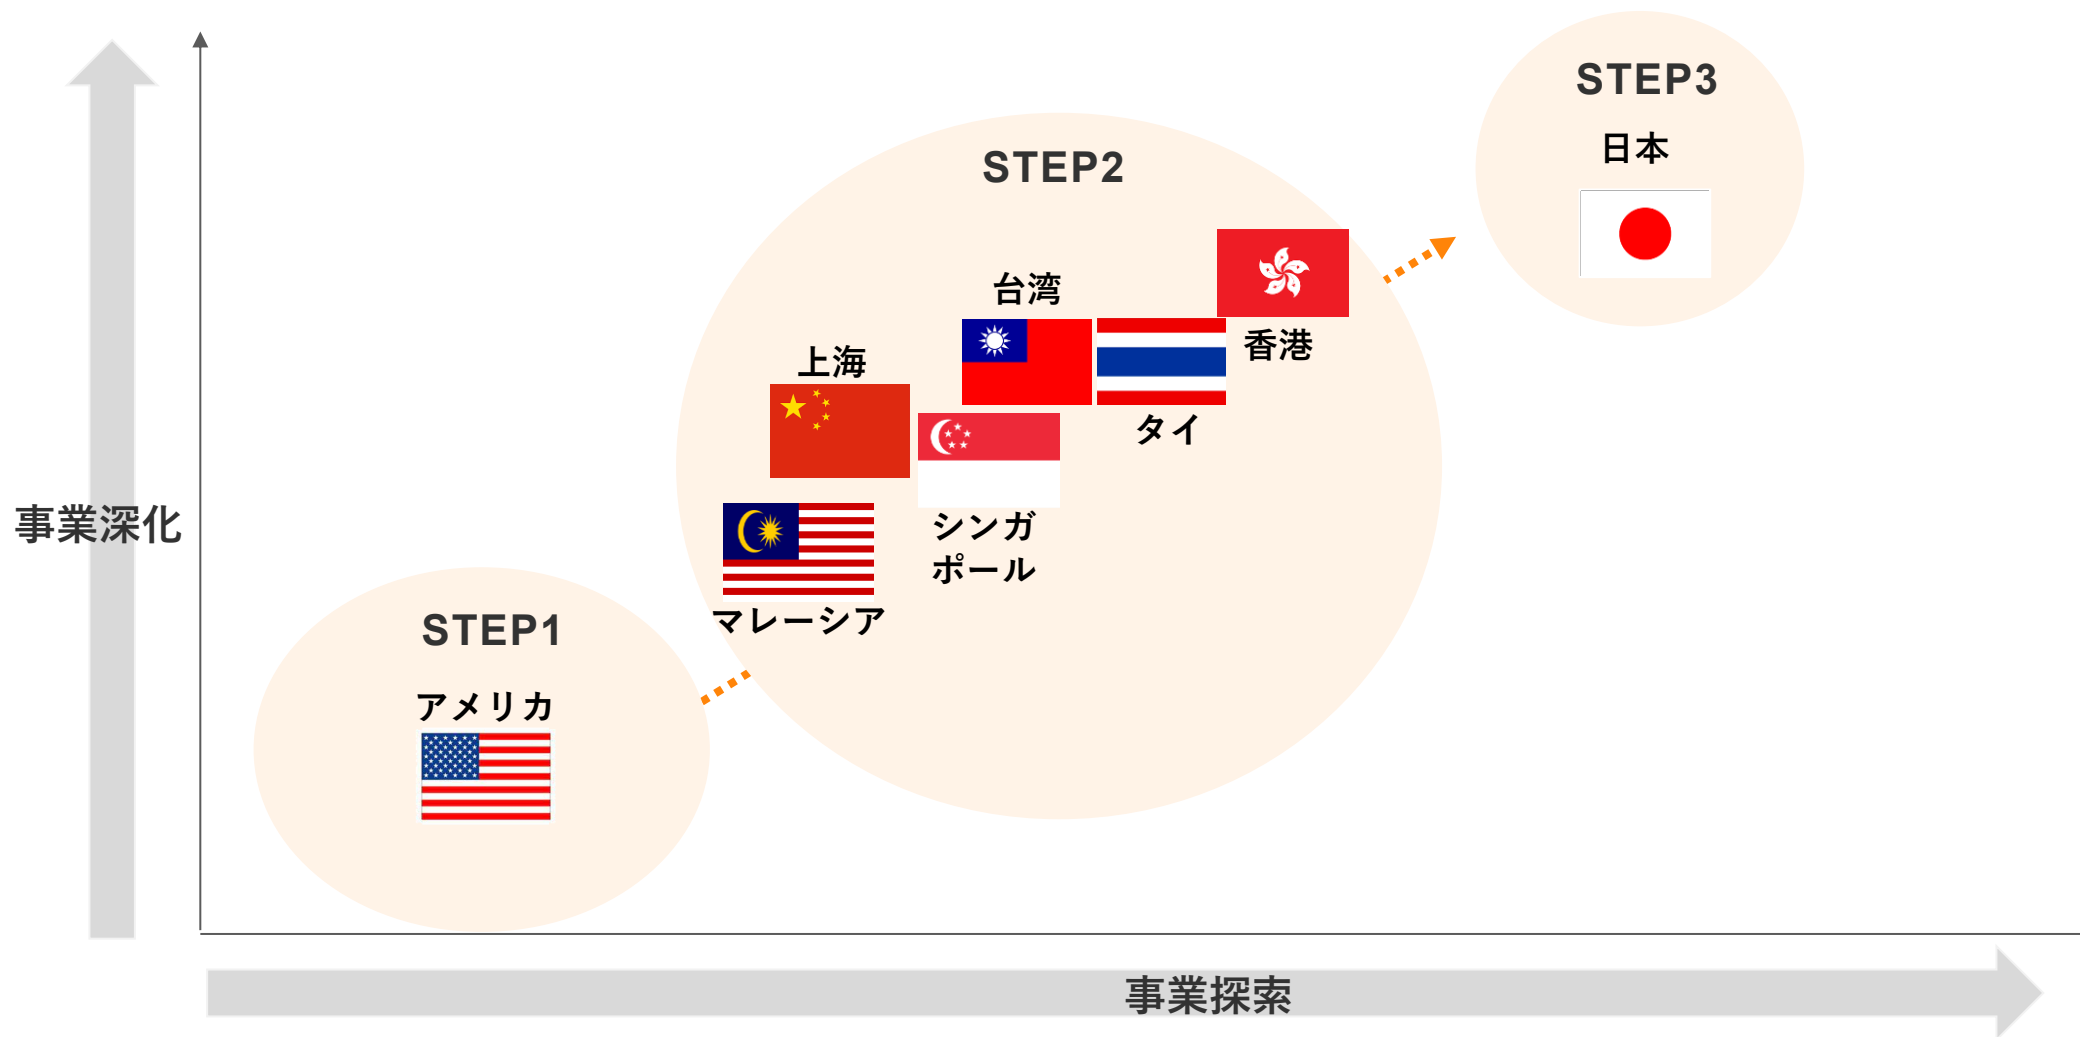 STEP3
日本
STEP2
香港
台湾
タイ
上海
シンガ
ポール
マレーシア
事業深化
STEP1
アメリカ
事業探索